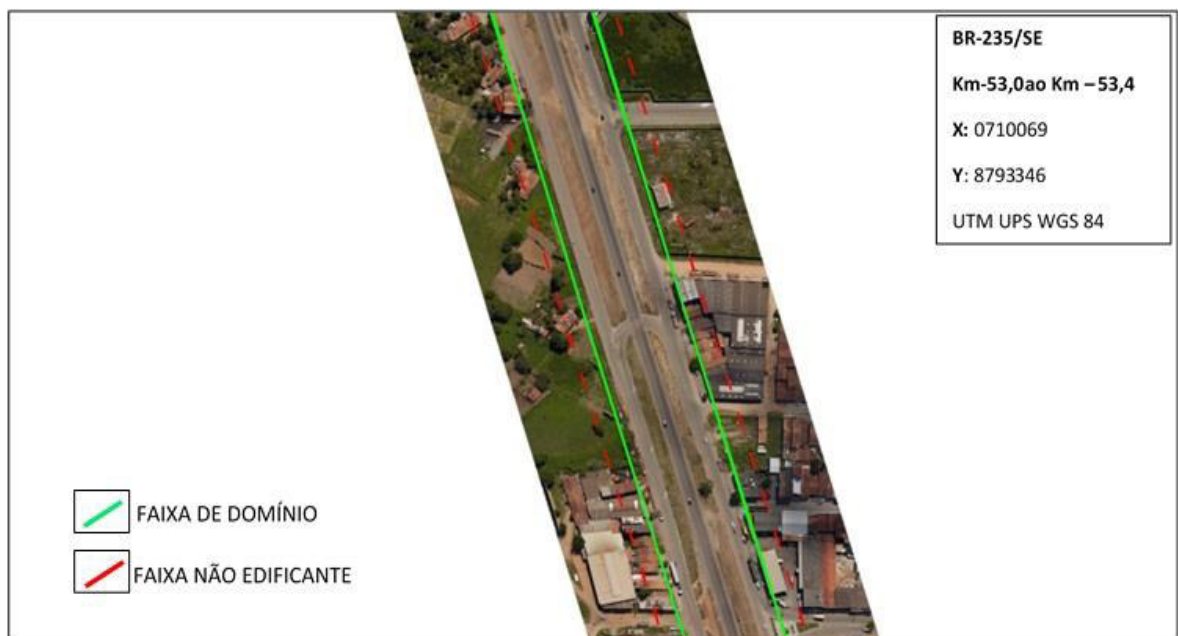 BR-235/SE
Km-53,0ao Km – 53,4
X: 0710069
Y: 8793346
UTM UPS WGS 84
FAIXA DE DOMÍNIO
FAIXA NÃO EDIFICANTE